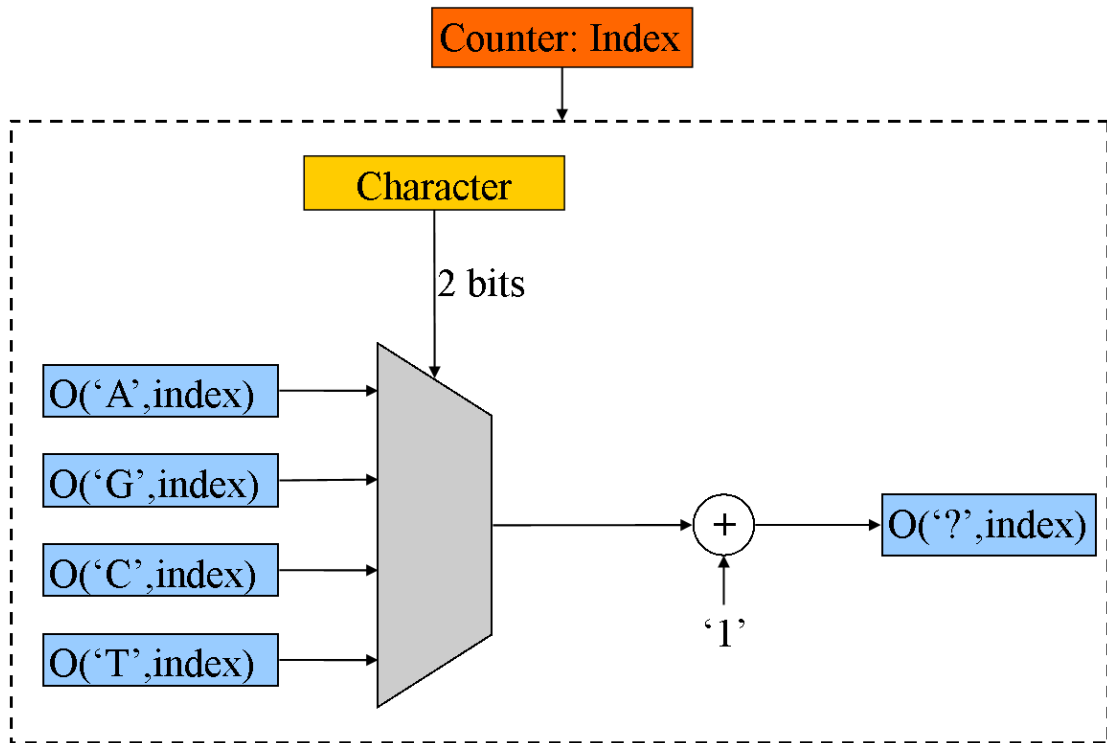 Counter: Index
Character
2 bits
O(‘A’,index)
O(‘G’,index)
O(‘C’,index)
O(‘T’,index)
+
O(‘?’,index)
‘1’